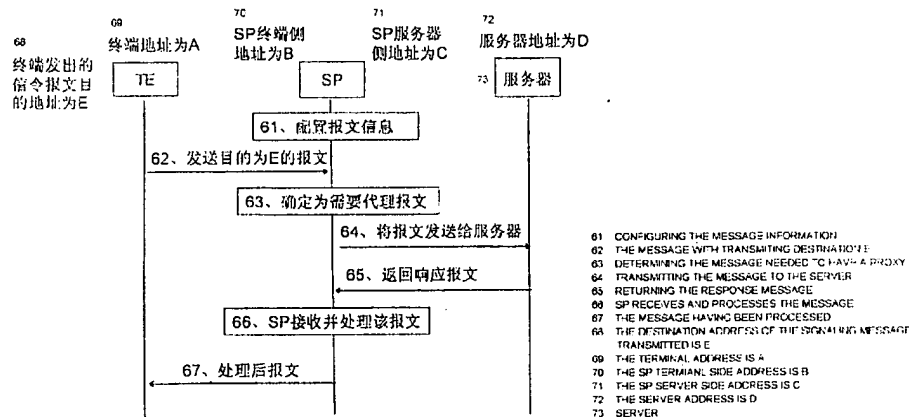 68
终端发出的
信令报文目
的地址为E
69
终端地址为A
TE
70
SP终端侧
地址为B
71
SP服务器
侧地址为C
SP
72
服务器地址为D
73 服务器
61、配置报文信息
62、发送目的为E的报文
63、确定为需要代理报文
64、将报文发送给服务器
65、返回响应报文
66、SP接收并处理该报文
67、处理后报文
61 CONFIGURING THE MESSAGE INFORMATION
62 THE MESSAGE WITH TRANSMITING DESTINATION E
63 DETERMINING THE MESSAGE NEEDED TO HAVE A PROXY
64 TRANSMITTING THE MESSAGE TO THE SERVER
65 RETURNING THE RESPONSE MESSAGE
66 SP RECEIVES AND PROCESSES THE MESSAGE
67 THE MESSAGE HAVING BEEN PROCESSED
68 THE DESTINATION ADDRESS OF THE SIGNALING MESSAGE
TRANSMITTED IS E
69 THE TERMINAL ADDRESS IS A
70 THE SP TERMIANL SIDE ADDRESS IS B
71 THE SP SERVER SIDE ADDRESS IS C
72 THE SERVER ADDRESS IS D
73 SERVER